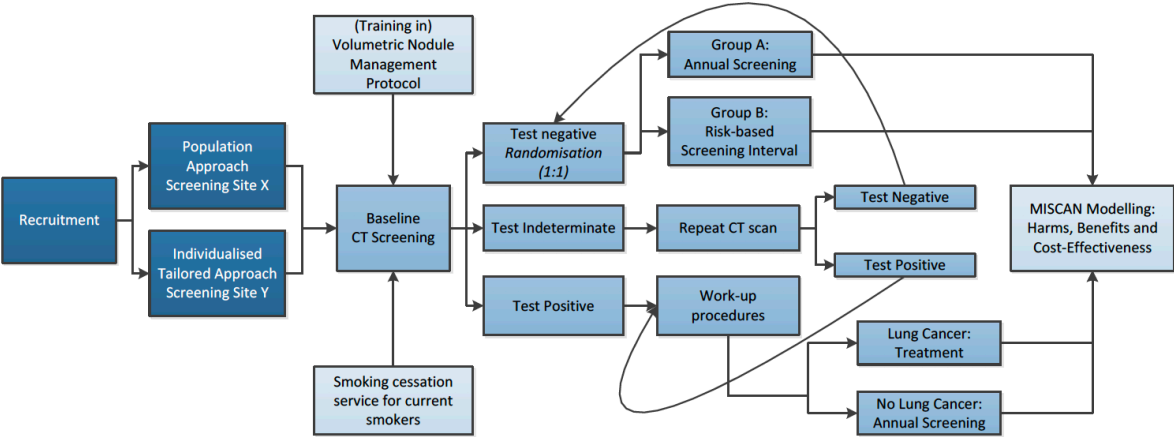 Recruitment
Population
Approach
Screening Site X
Individualised
Tailored Approach
Screening Site Y
(Training in)
Volumetric Nodule
Management
Protocol
Baseline
CT Screening
Smoking cessation
service for current
smokers
Test negative
Randomisation
(1:1)
Test Indeterminate
Test Positive
Group A:
Annual Screening
Group B:
Risk-based
Screening Interval
Repeat CT scan
Work-up
procedures
Test Negative
Test Positive
Lung Cancer:
Treatment
No Lung Cancer:
Annual Screening
MISCAN Modelling:
Harms, Benefits and
Cost-Effectiveness